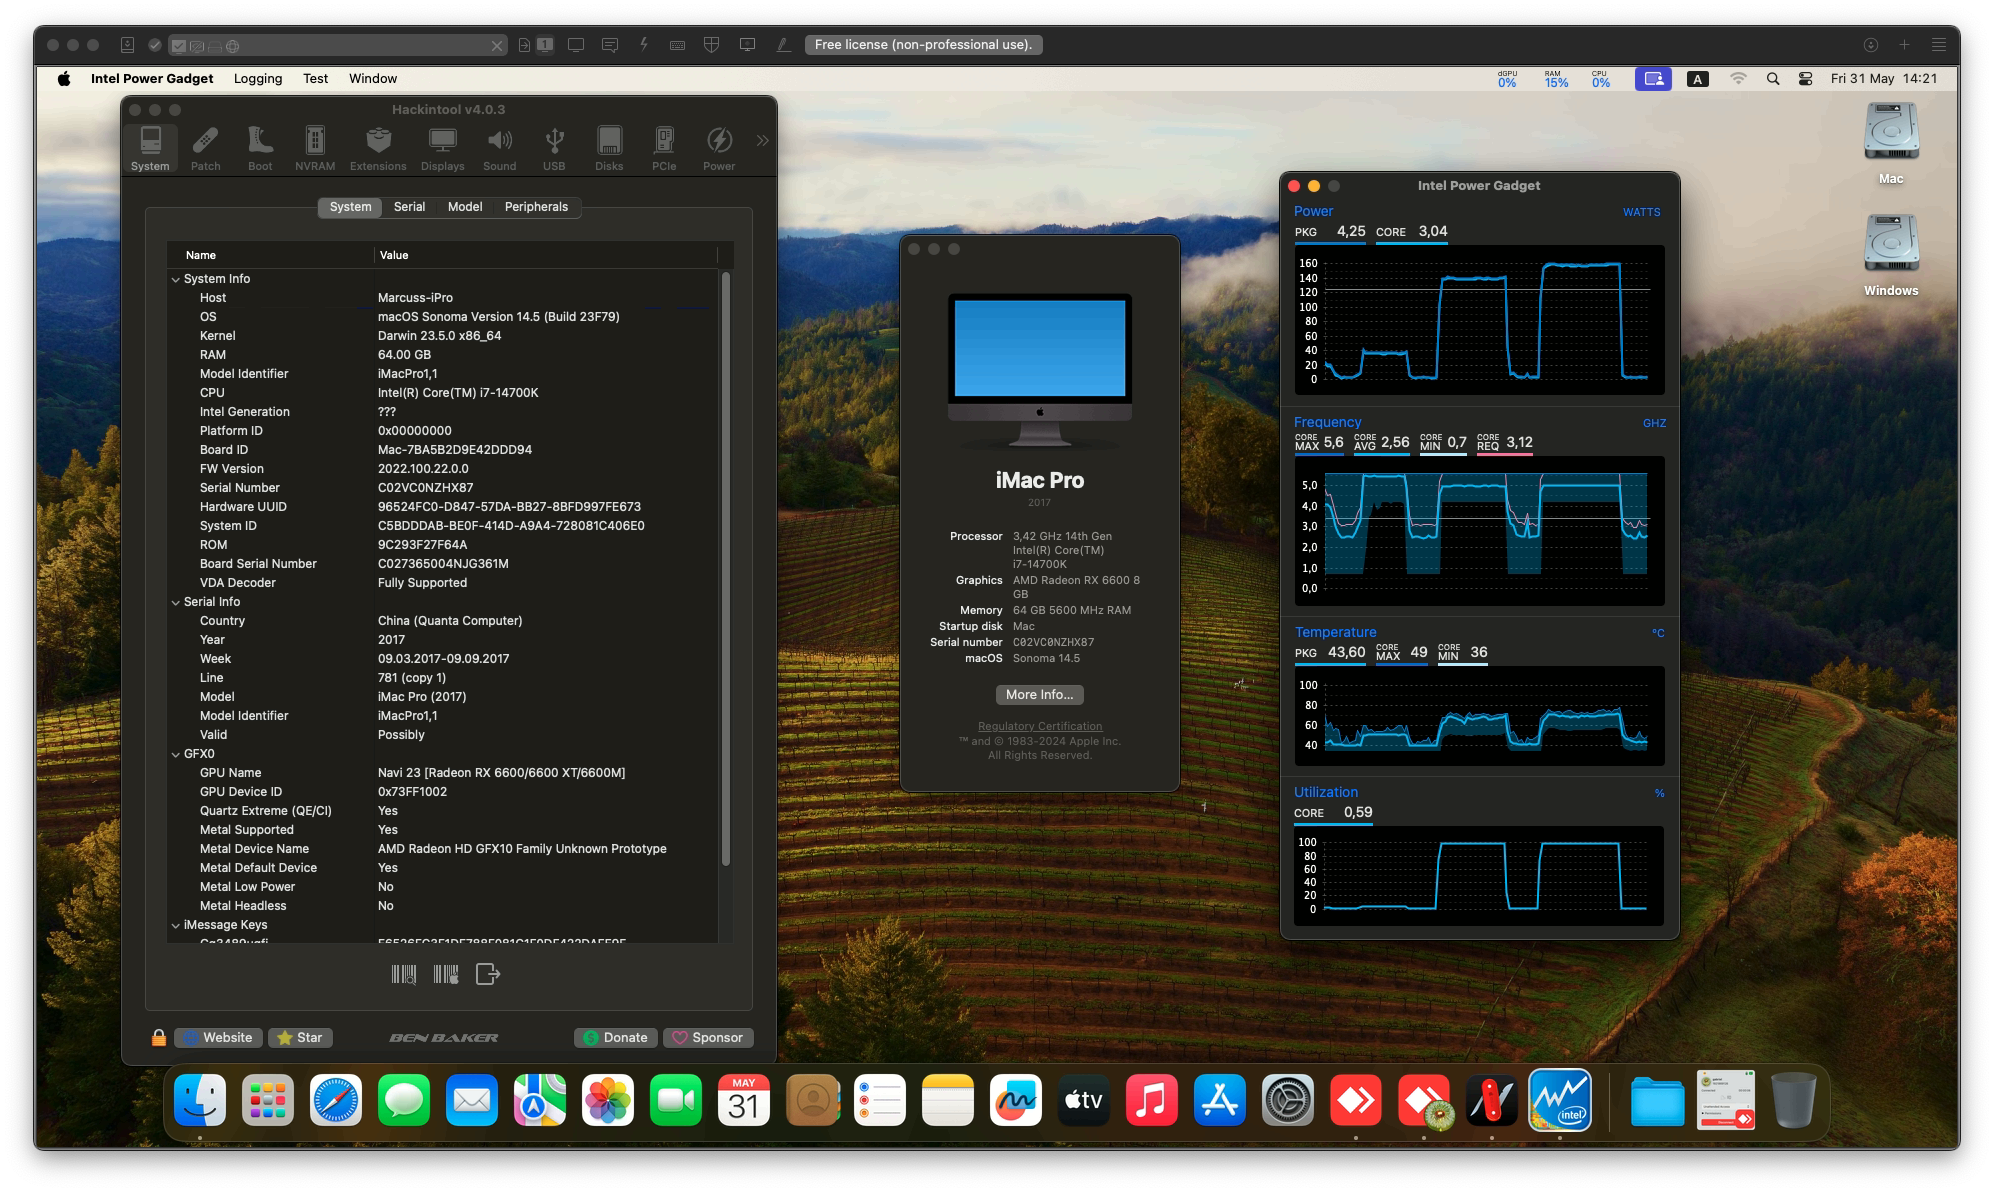 1
Free license (non-professional use).
Intel Power Gadget Logging Test Window
dGPU 0% RAM 15% CPU 0% A Fri 31 May 14:21
Hackintool v4.0.3
System Patch Boot NVRAM Extensions Displays Sound USB Disks PCIe Power
System Serial Model Peripherals
Name Value
System Info
Host Marcuss-iPro
OS macOS Sonoma Version 14.5 (Build 23F79)
Kernel Darwin 23.5.0 x86_64
RAM 64.00 GB
Model Identifier iMacPro1,1
CPU Intel(R) Core(TM) i7-14700K
Intel Generation ???
Platform ID 0x00000000
Board ID Mac-7BA5B2D9E42DDD94
FW Version 2022.100.22.0.0
Serial Number C02VC0NZHX87
Hardware UUID 96524FC0-D847-57DA-BB27-8BFD997FE673
System ID C5BDDDAB-BE0F-414D-A9A4-728081C406E0
ROM 9C293F27F64A
Board Serial Number C027365004NJG361M
VDA Decoder Fully Supported
Serial Info
Country China (Quanta Computer)
Year 2017
Week 09.03.2017-09.09.2017
Line 781 (copy 1)
Model iMac Pro (2017)
Model Identifier iMacPro1,1
Valid Possibly
GFX0
GPU Name Navi 23 [Radeon RX 6600/6600 XT/6600M]
GPU Device ID 0x73FF1002
Quartz Extreme (QE/CI) Yes
Metal Supported Yes
Metal Device Name AMD Radeon HD GFX10 Family Unknown Prototype
Metal Default Device Yes
Metal Low Power No
Metal Headless No
iMessage Keys
Website Star BEN BAKER Donate Sponsor
iMac Pro
2017
Processor 3,42 GHz 14th Gen
Intel(R) Core(TM)
i7-14700K
Graphics AMD Radeon RX 6600 8
GB
Memory 64 GB 5600 MHz RAM
Startup disk Mac
Serial number C02VC0NZHX87
macOS Sonoma 14.5
More Info...
Regulatory Certification
™ and © 1983-2024 Apple Inc.
All Rights Reserved.
Intel Power Gadget
Power WATTS
PKG 4,25 CORE 3,04
160
140
120
100
80
60
40
20
0
Frequency GHZ
CORE MAX 5,6 CORE AVG 2,56 CORE MIN 0,7 CORE REQ 3,12
5,0
4,0
3,0
2,0
1,0
0,0
Temperature °C
PKG 43,60 CORE MAX 49 CORE MIN 36
100
80
60
40
Utilization %
CORE 0,59
100
80
60
40
20
0
Mac
Windows
MAY
31
tv
intel